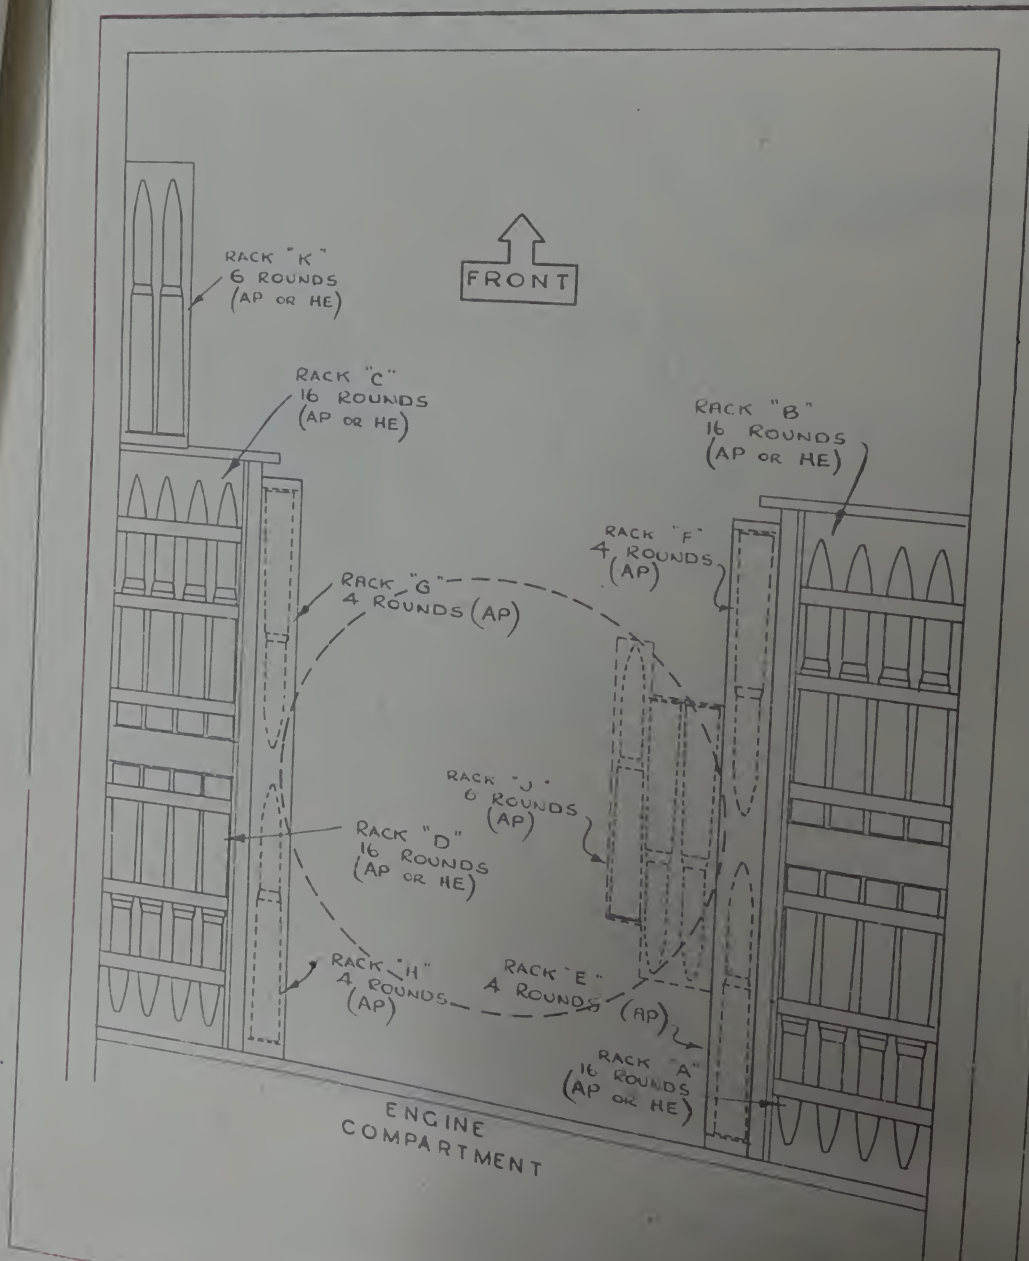 RACK "K"
6 ROUNDS
(AP OR HE)
FRONT
RACK "C"
16 ROUNDS
(AP OR HE)
RACK "B"
16 ROUNDS
(AP OR HE)
RACK "F"
4 ROUNDS
(AP)
RACK "G"
4 ROUNDS (AP)
RACK "J"
6 ROUNDS
(AP)
RACK "D"
16 ROUNDS
(AP OR HE)
RACK "H"
4 ROUNDS
(AP)
RACK "E"
4 ROUNDS
(AP)
RACK "A"
16 ROUNDS
(AP OR HE)
ENGINE
COMPARTMENT